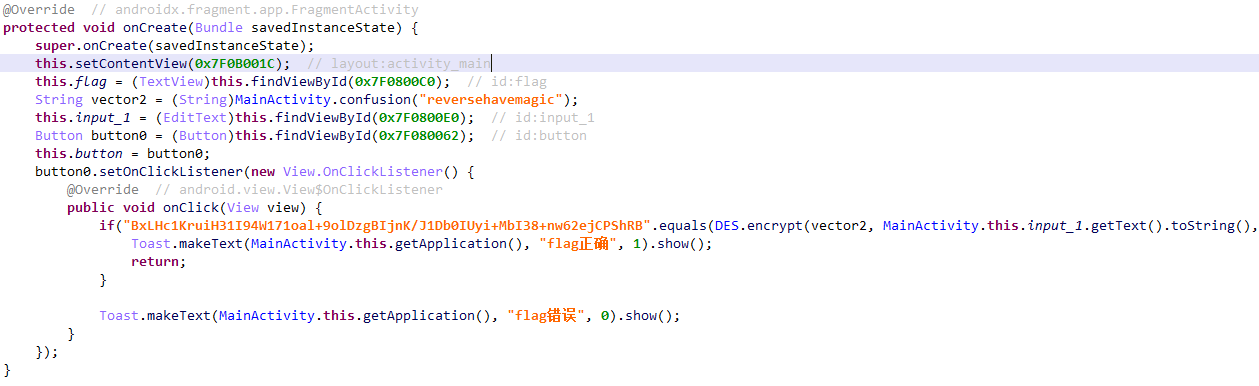 @Override  // androidx.fragment.app.FragmentActivity
protected void onCreate(Bundle savedInstanceState) {
    super.onCreate(savedInstanceState);
    this.setContentView(0x7F0B001C);  // layout:activity_main
    this.flag = (TextView)this.findViewById(0x7F0800C0);  // id:flag
    String vector2 = (String)MainActivity.confusion("reversehavemagic");
    this.input_1 = (EditText)this.findViewById(0x7F0800E0);  // id:input_1
    Button button0 = (Button)this.findViewById(0x7F080062);  // id:button
    this.button = button0;
    button0.setOnClickListener(new View.OnClickListener() {
        @Override  // android.view.View$OnClickListener
        public void onClick(View view) {
            if("BxLHc1KruiH31I94W171oal+9olDzgBIjnK/J1Db0IUyi+MbI38+nw62ejCPShRB".equals(DES.encrypt(vector2, MainActivity.this.input_1.getText().toString(),
                Toast.makeText(MainActivity.this.getApplication(), "flag正确", 1).show();
                return;
            }
            Toast.makeText(MainActivity.this.getApplication(), "flag错误", 0).show();
        }
    });
}